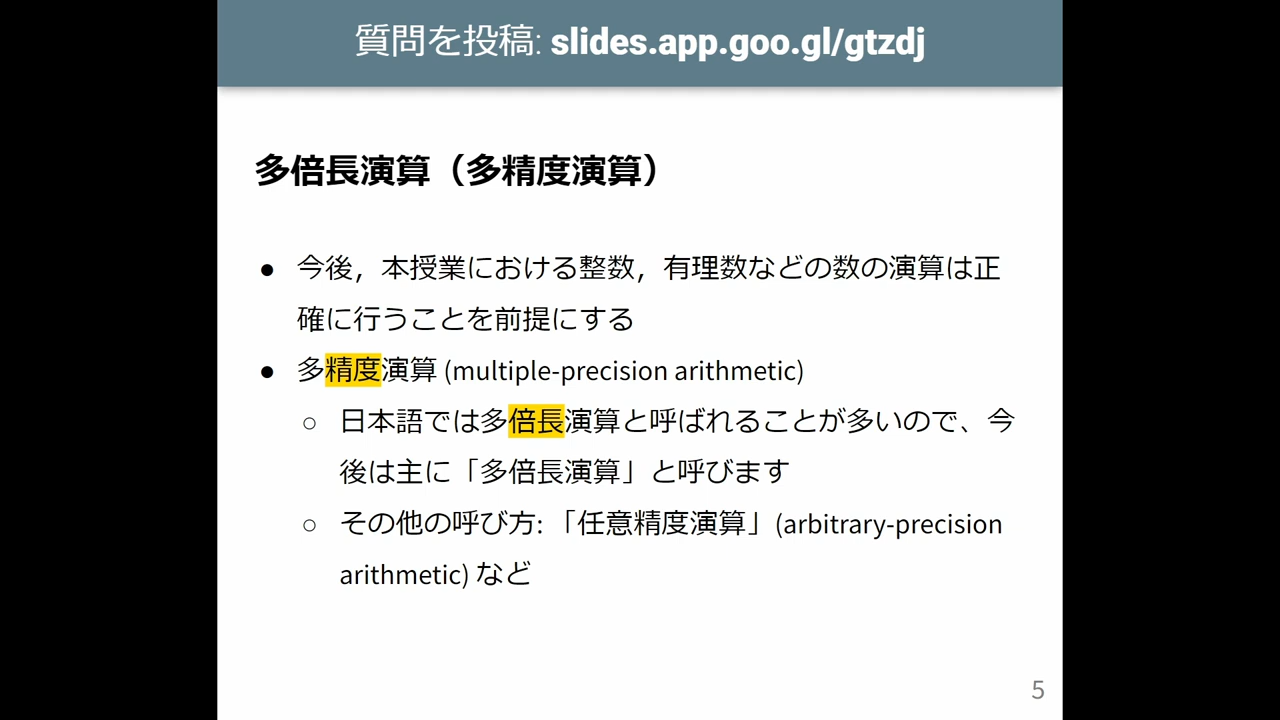 質問を投稿: slides.app.goo.gl/gtzdj
多倍長演算（多精度演算）
● 今後，本授業における整数，有理数などの数の演算は正
確に行うことを前提にする
● 多精度演算 (multiple-precision arithmetic)
○ 日本語では多倍長演算と呼ばれることが多いので、今
後は主に「多倍長演算」と呼びます
○ その他の呼び方: 「任意精度演算」(arbitrary-precision
arithmetic) など
5